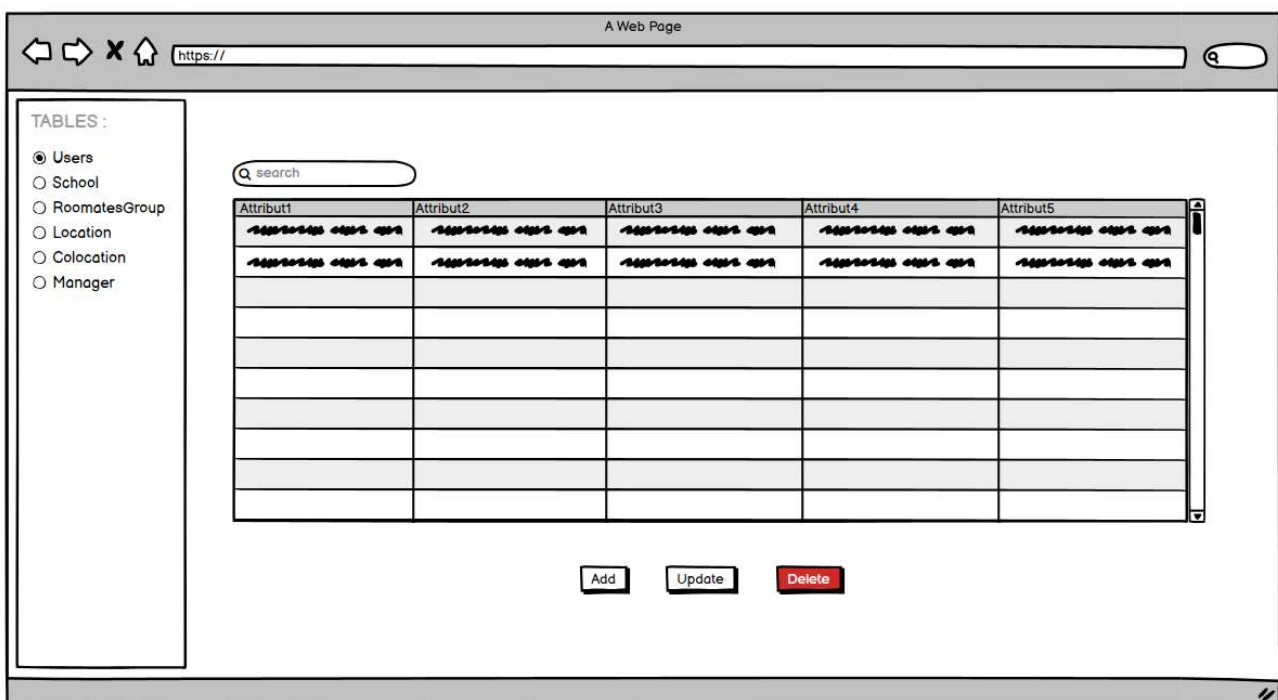 A Web Page
https://
TABLES :
Users
School
RoomatesGroup
Location
Colocation
Manager
search
Attribut1 Attribut2 Attribut3 Attribut4 Attribut5
Add Update Delete